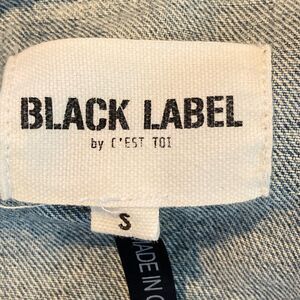 BLACK LABEL
by C'EST TOI
S
MADE IN